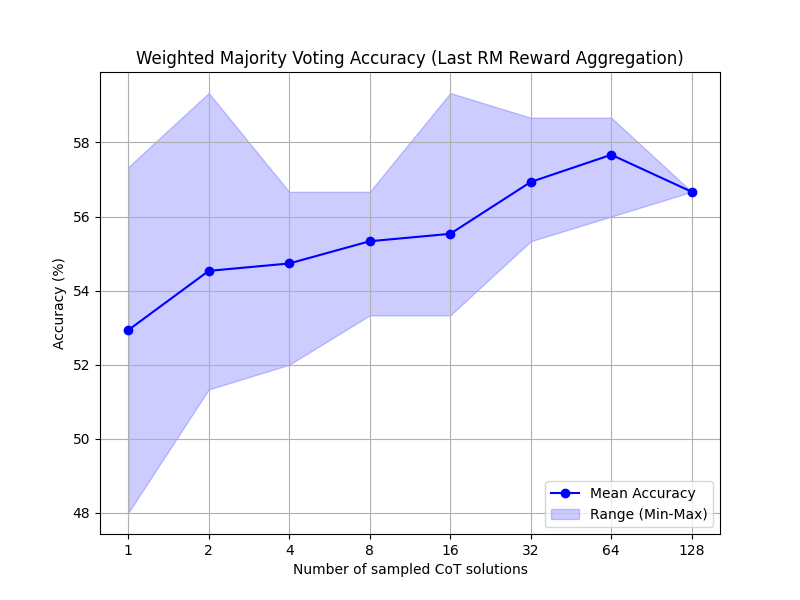 Weighted Majority Voting Accuracy (Last RM Reward Aggregation)
Accuracy (%)
58
56
54
52
50
48
Mean Accuracy
Range (Min-Max)
1 2 4 8 16 32 64 128
Number of sampled CoT solutions